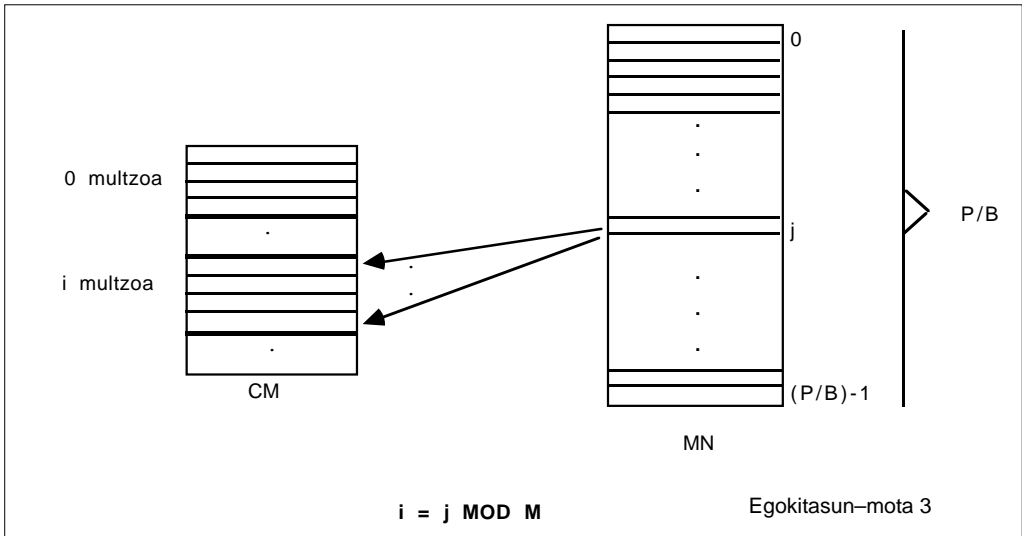 0
0 multzoa
P/B
j
i multzoa
CM
(P/B)-1
MN
i = j MOD M
Egokitasun–mota 3